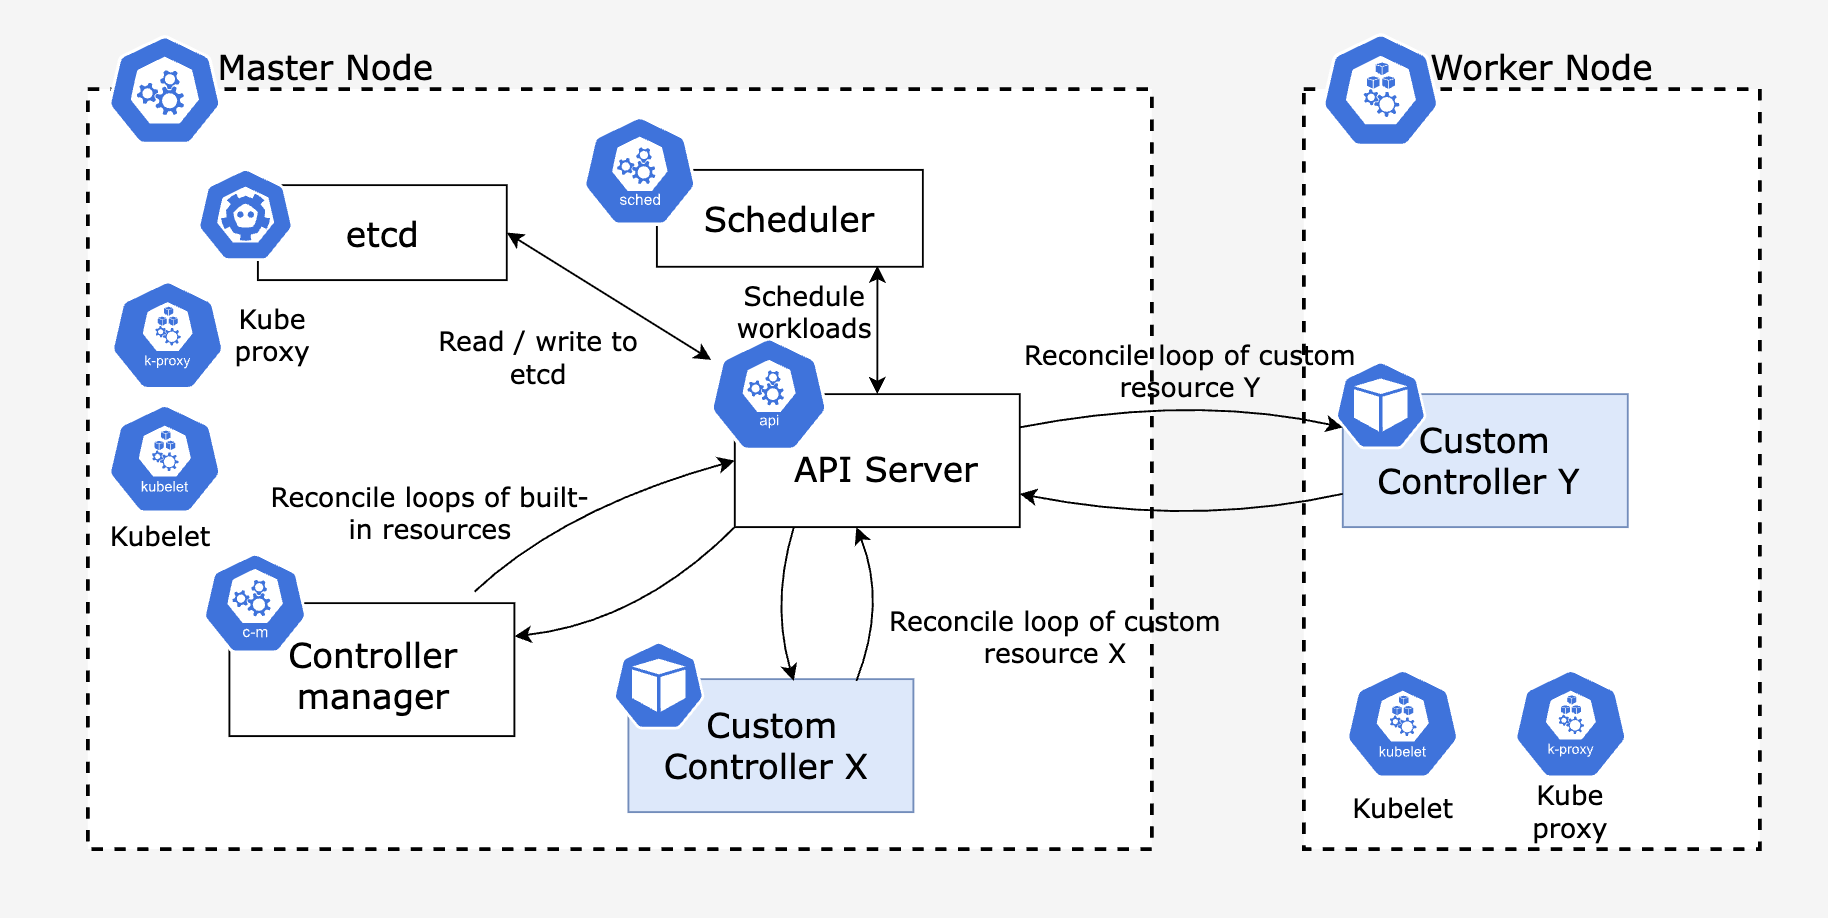 Master Node
Worker Node
sched
etcd
Scheduler
Schedule
workloads
Kube
proxy
k-proxy
Read / write to
etcd
Reconcile loop of custom
resource Y
api
API Server
Custom
Controller Y
kubelet
Kubelet
Reconcile loops of built-
in resources
c-m
Controller
manager
Reconcile loop of custom
resource X
Custom
Controller X
kubelet
Kubelet
k-proxy
Kube
proxy